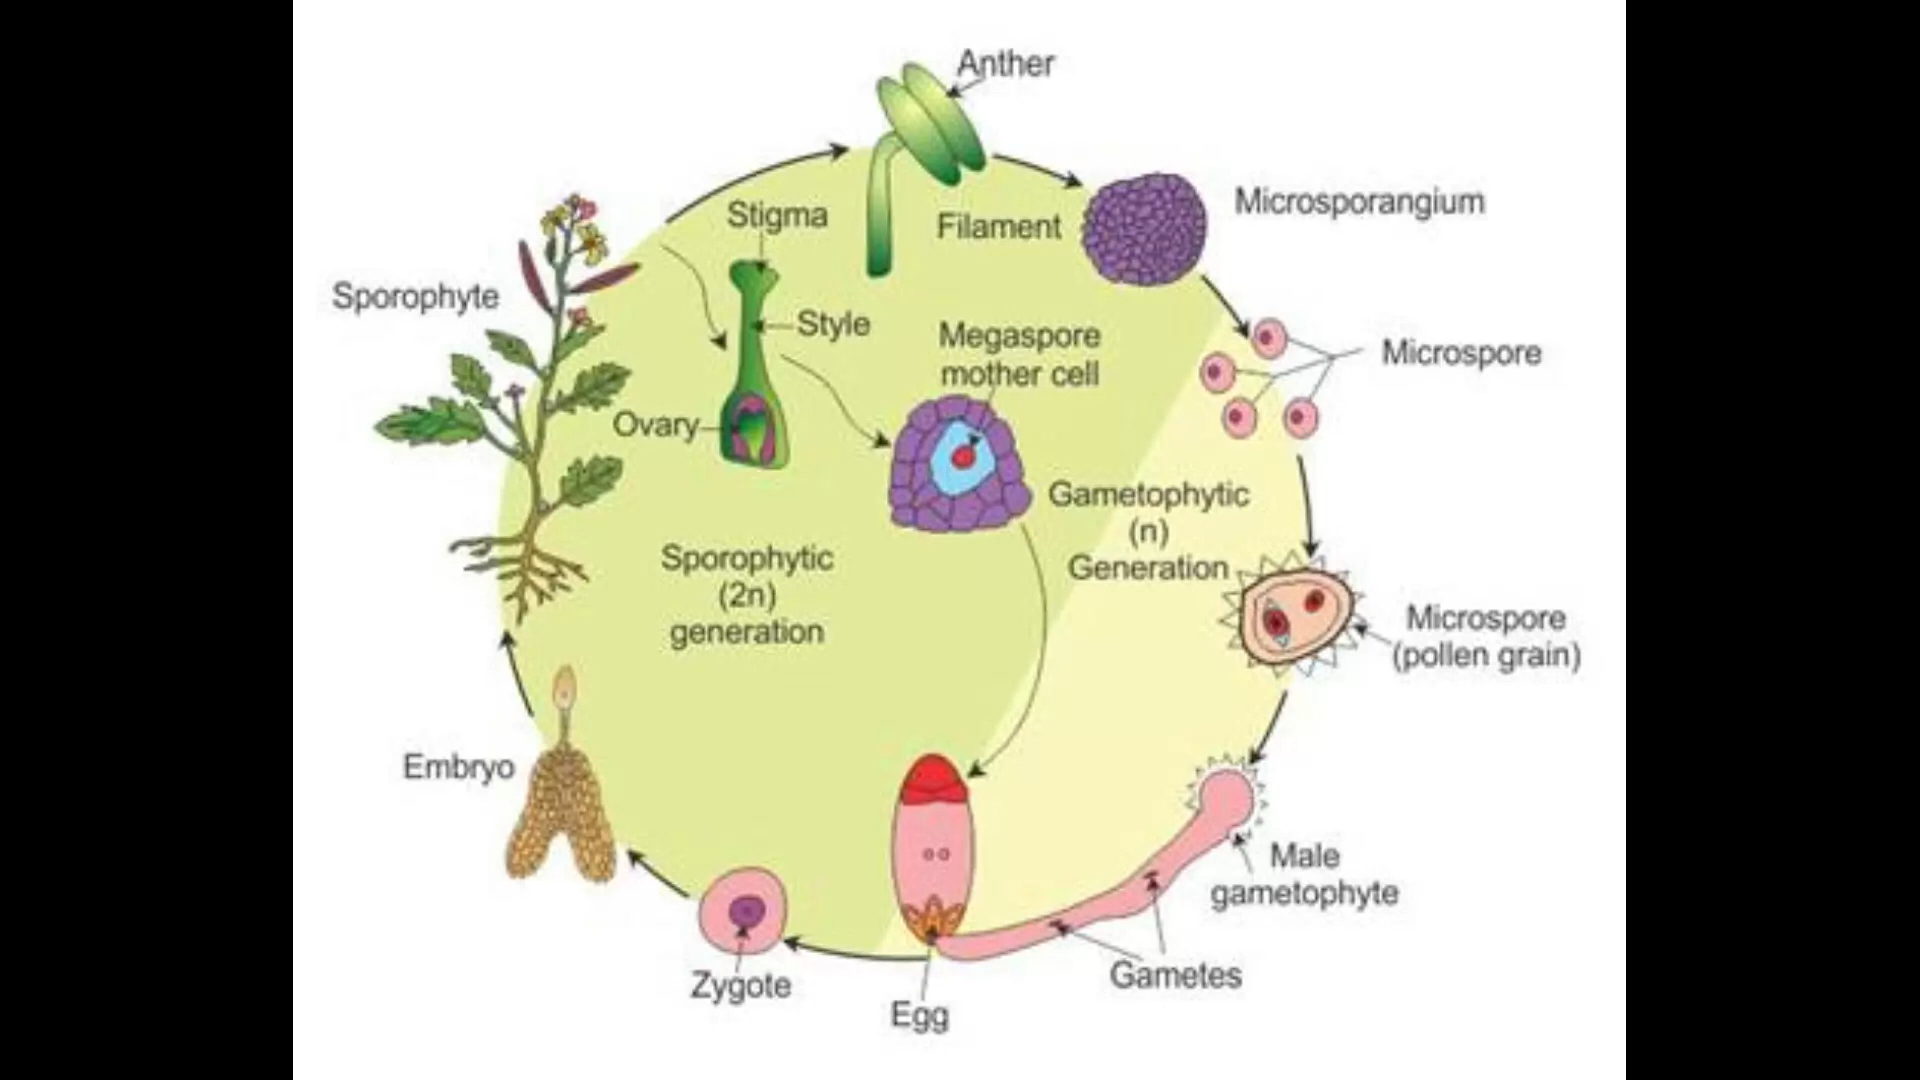 Anther
Microsporangium
Stigma
Filament
Sporophyte
Style
Megaspore
mother cell
Microspore
Ovary
Gametophytic
(n)
Generation
Sporophytic
(2n)
generation
Microspore
(pollen grain)
Embryo
Male
gametophyte
Gametes
Zygote
Egg